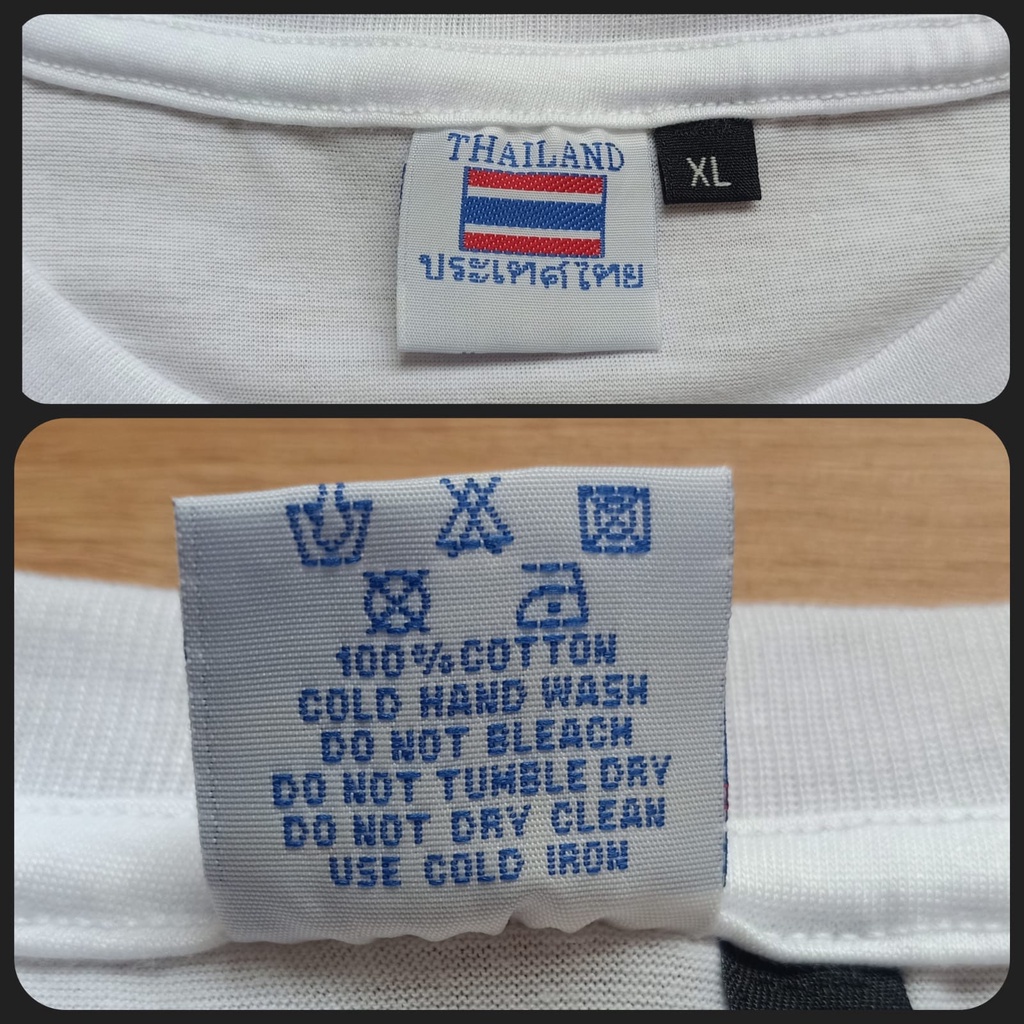 THAILAND
XL
ประเทศไทย
100% COTTON
COLD HAND WASH
DO NOT BLEACH
DO NOT TUMBLE DRY
DO NOT DRY CLEAN
USE COLD IRON